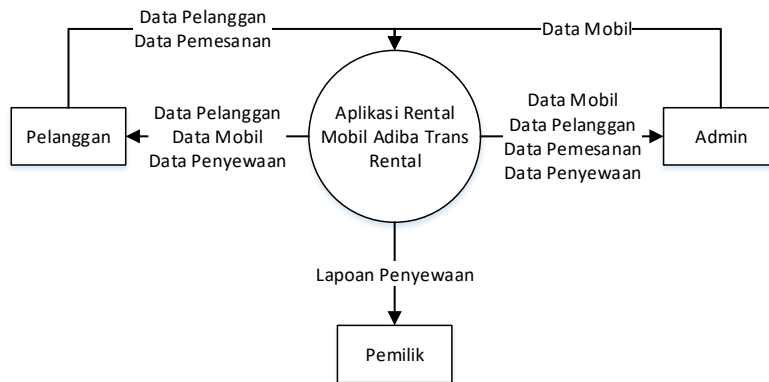 Data Pelanggan
Data Pemesanan
Data Mobil
Pelanggan
Data Pelanggan
Data Mobil
Data Penyewaan
Aplikasi Rental
Mobil Adiba Trans
Rental
Data Mobil
Data Pelanggan
Data Pemesanan
Data Penyewaan
Admin
Lapoan Penyewaan
Pemilik